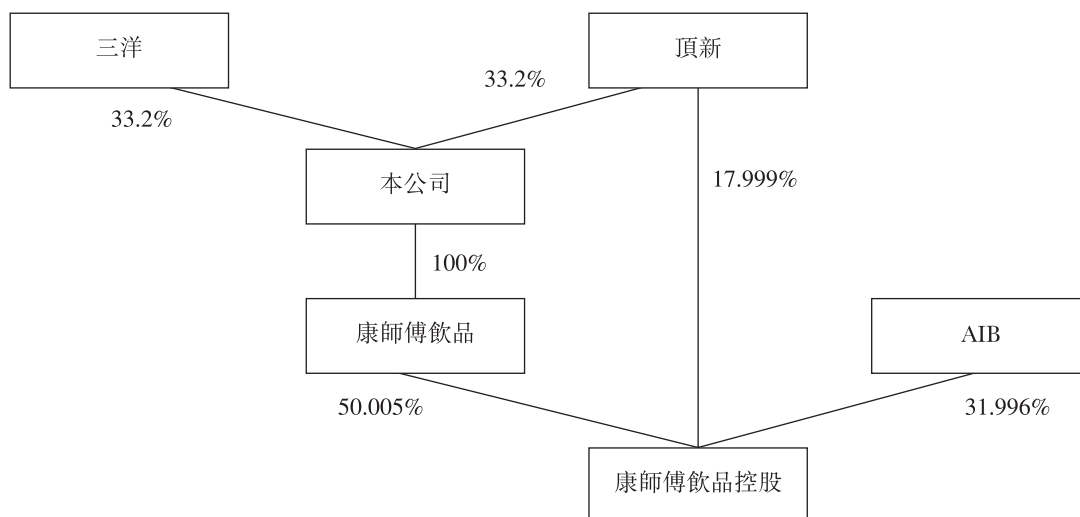 三洋
頂新
33.2%
33.2%
本公司
17.999%
100%
康師傅飲品
AIB
50.005%
31.996%
康師傅飲品控股